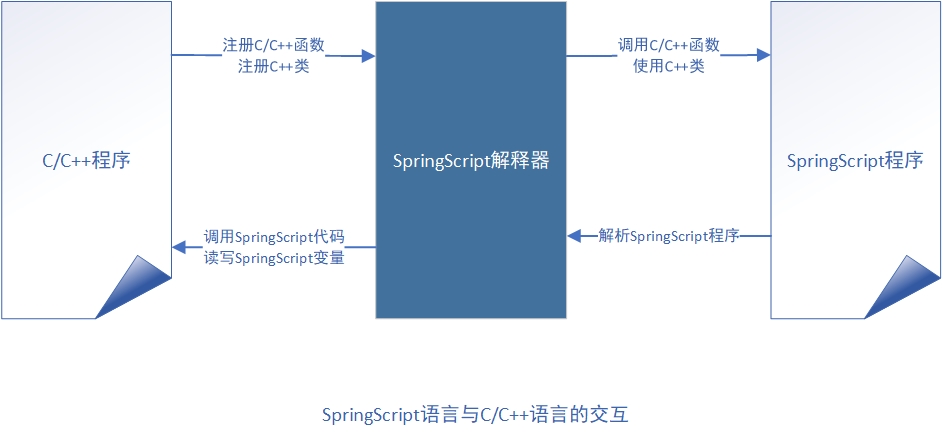 注册C/C++函数
注册C++类
调用C/C++函数
使用C++类
C/C++程序
SpringScript解释器
SpringScript程序
调用SpringScript代码
读写SpringScript变量
解析SpringScript程序
SpringScript语言与C/C++语言的交互